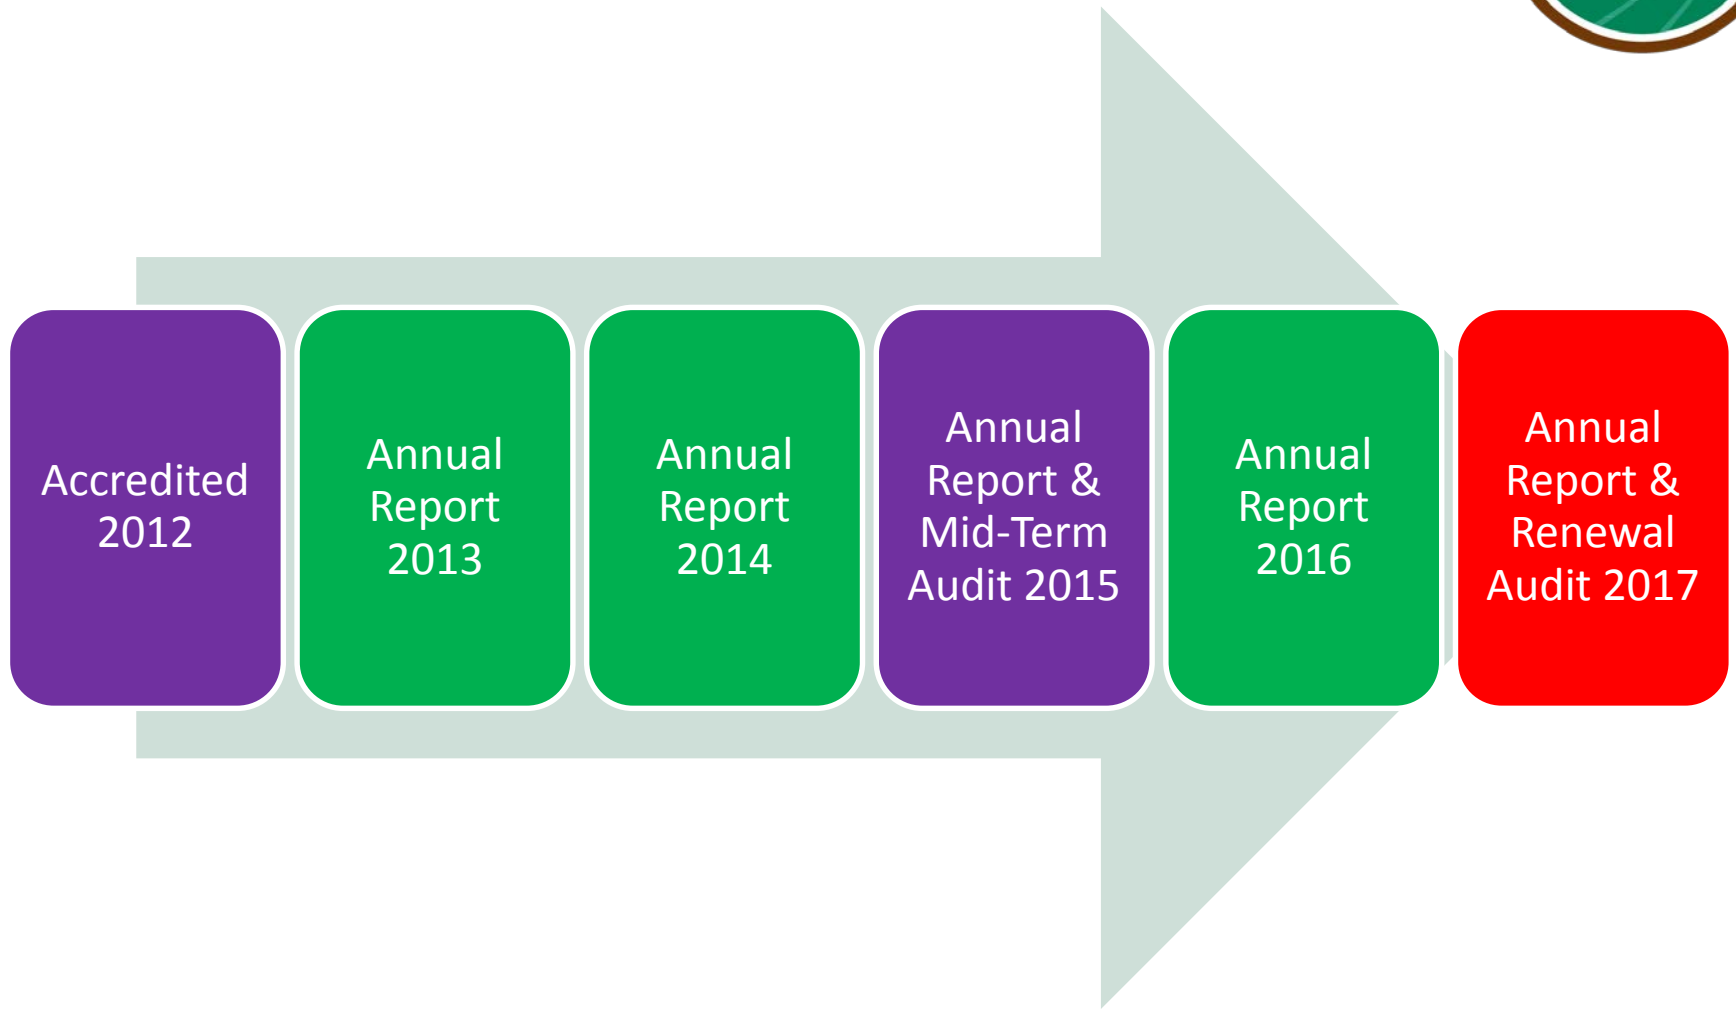 Accredited
2012
Annual
Report
2013
Annual
Report
2014
Annual
Report &
Mid-Term
Audit 2015
Annual
Report
2016
Annual
Report &
Renewal
Audit 2017